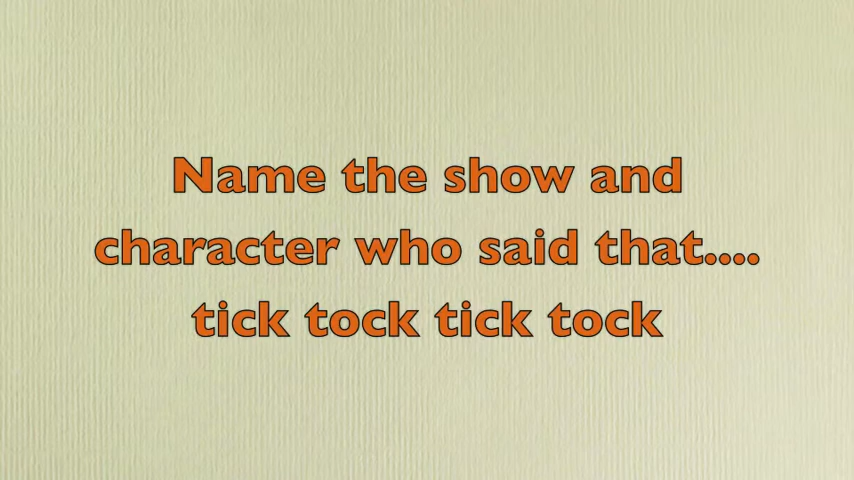 Name the show and
character who said that....
tick tock tick tock